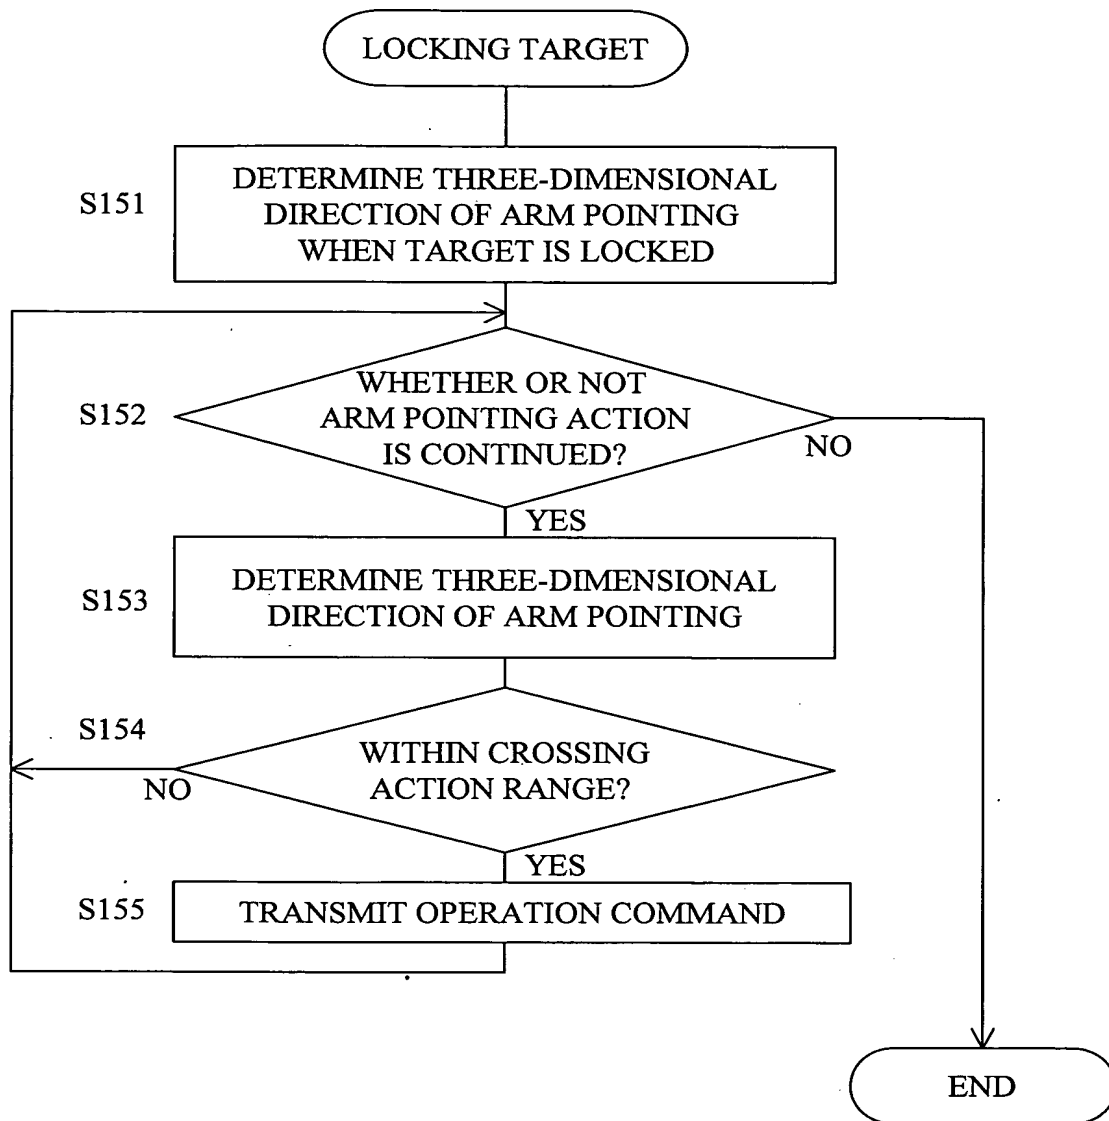 LOCKING TARGET
S151
DETERMINE THREE-DIMENSIONAL
DIRECTION OF ARM POINTING
WHEN TARGET IS LOCKED
S152
WHETHER OR NOT
ARM POINTING ACTION
IS CONTINUED?
NO
YES
S153
DETERMINE THREE-DIMENSIONAL
DIRECTION OF ARM POINTING
S154
WITHIN CROSSING
ACTION RANGE?
NO
YES
S155
TRANSMIT OPERATION COMMAND
END